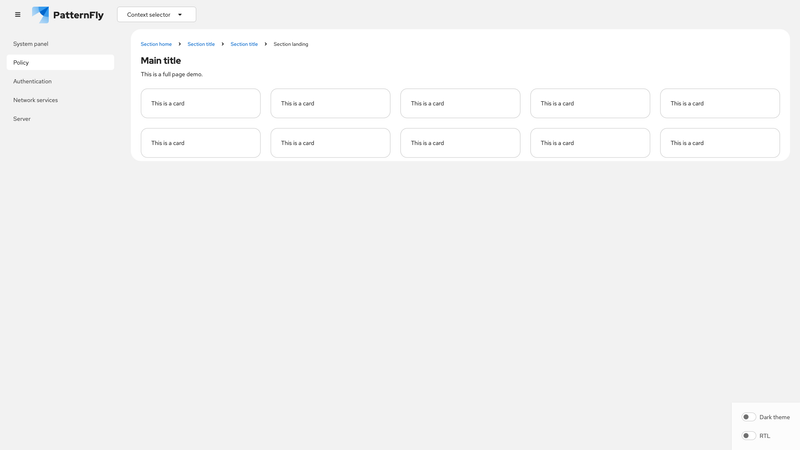 PatternFly
Context selector
System panel
Policy
Authentication
Network services
Server
Section home > Section title > Section title > Section landing
Main title
This is a full page demo.
This is a card This is a card This is a card This is a card This is a card
This is a card This is a card This is a card This is a card This is a card
Dark theme
RTL